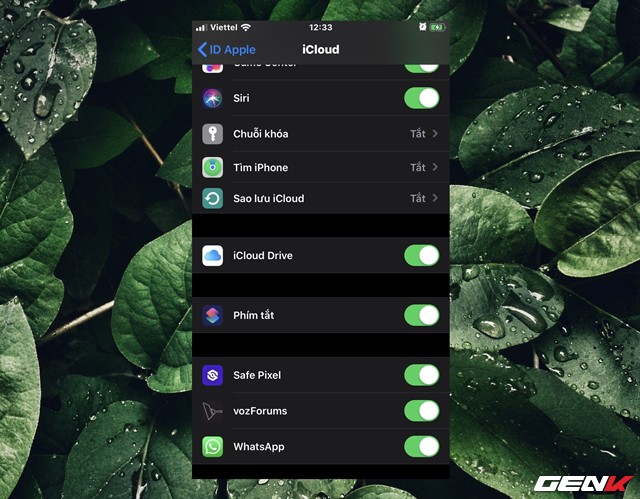 Viettel 12:33
ID Apple iCloud
Game Center
Siri
Chuỗi khóa Tắt
Tìm iPhone Tắt
Sao lưu iCloud Tắt
iCloud Drive
Phím tắt
Safe Pixel
vozForums
WhatsApp
GENK